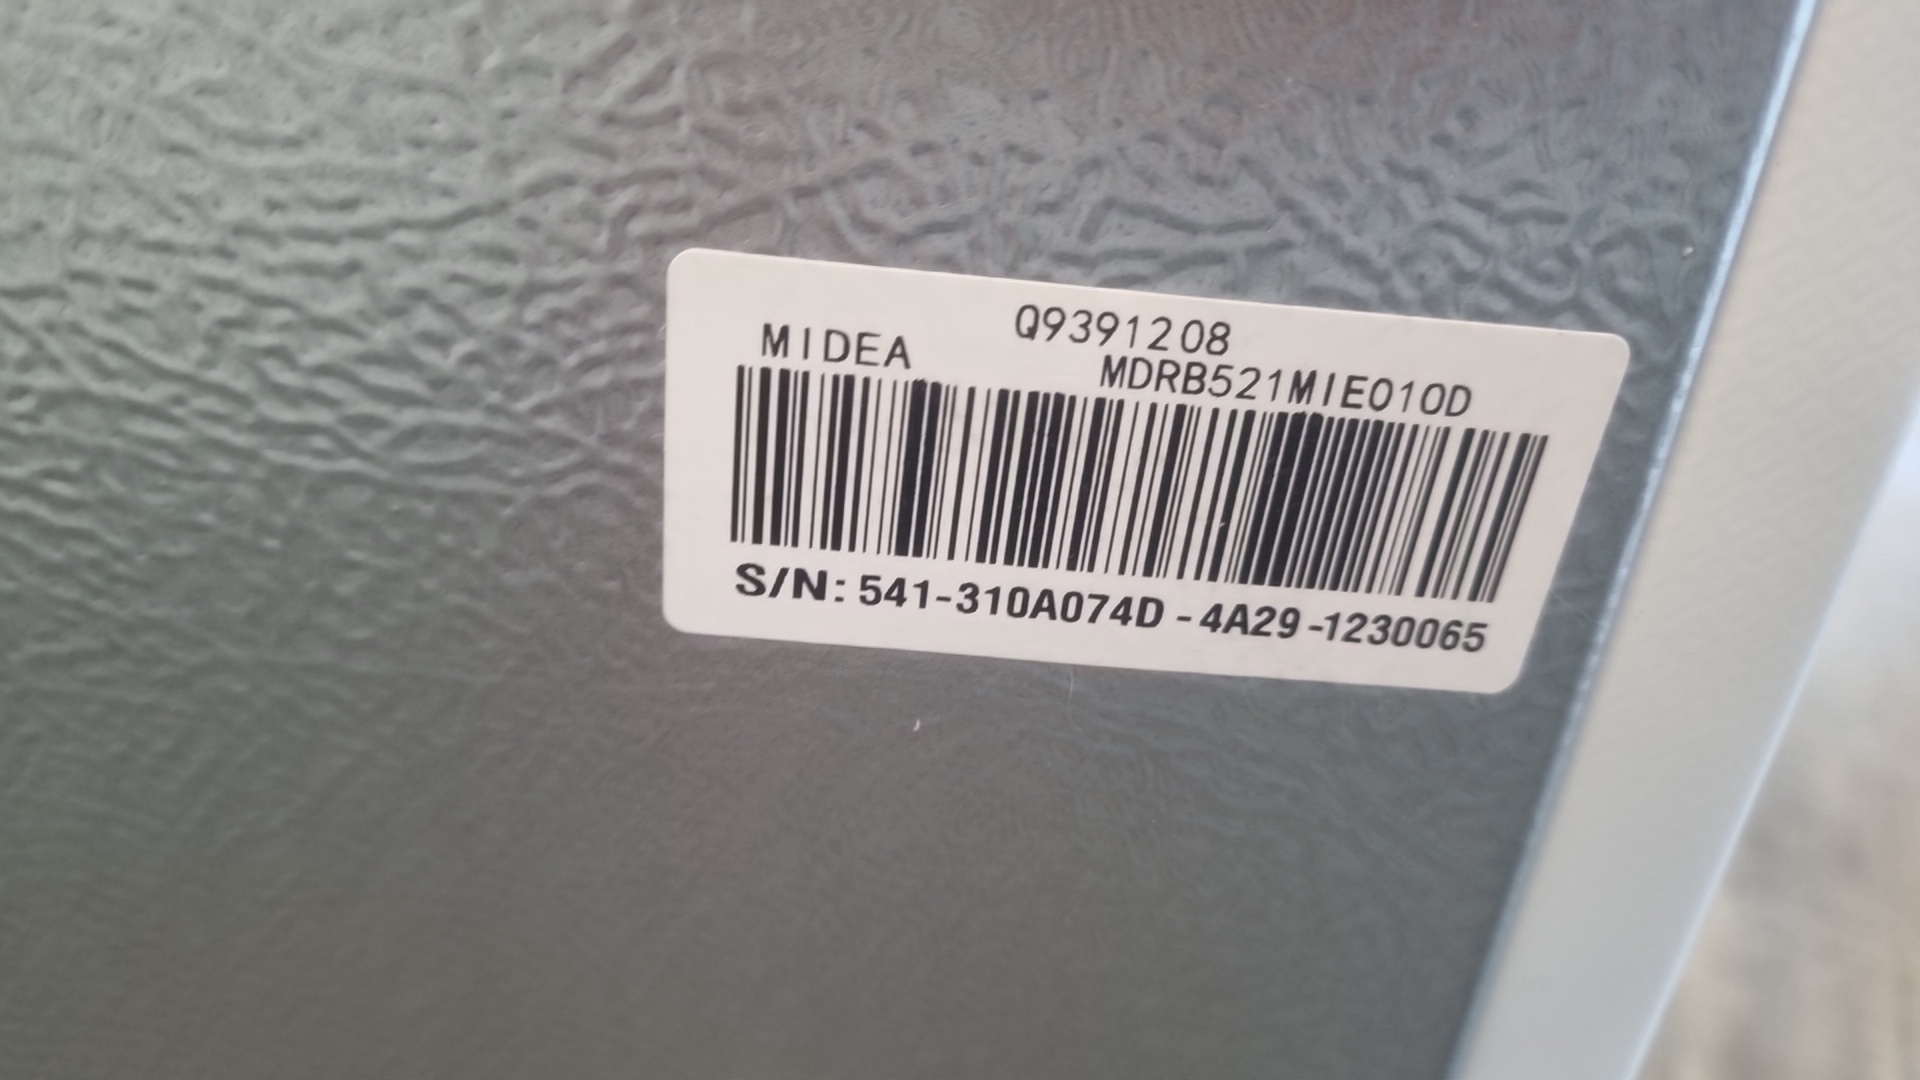 Q9391208
MIDEA
MDRB521MIE010D
S/N: 541-310A074D-4A29-1230065